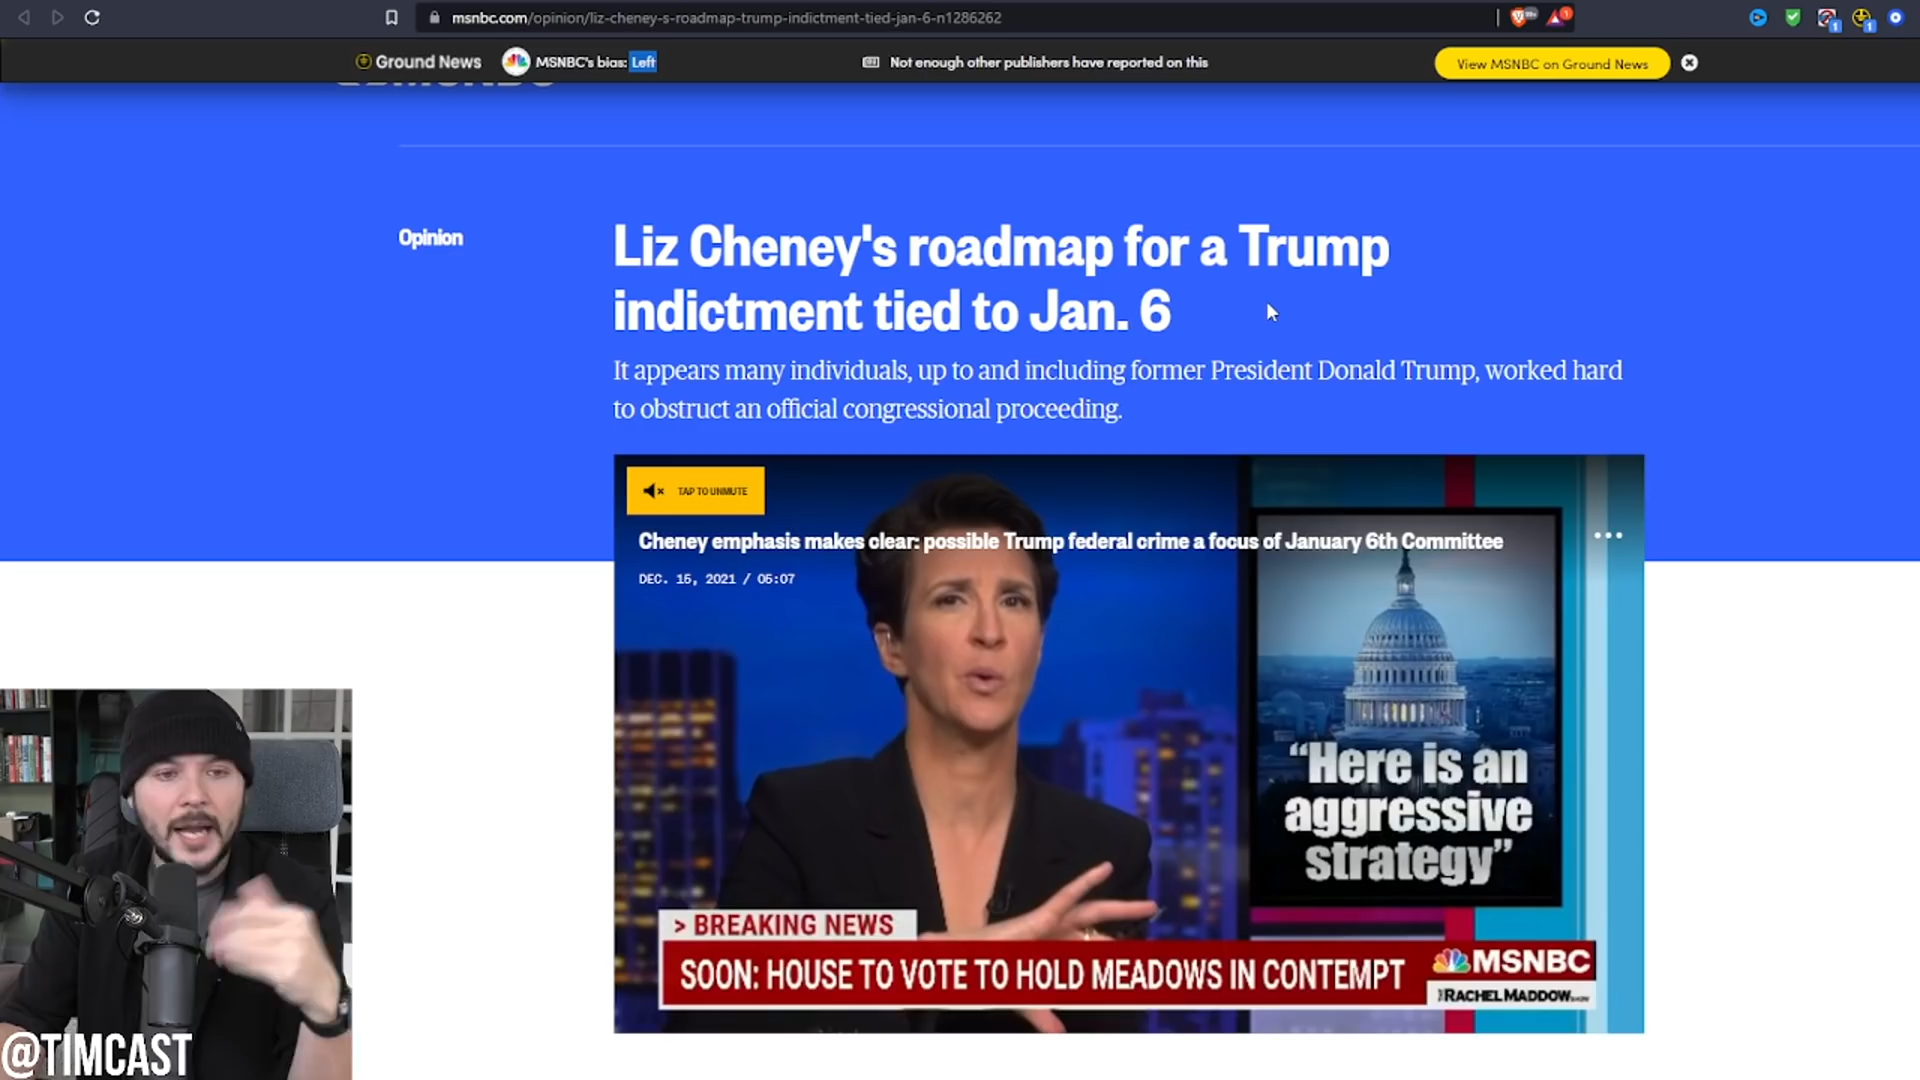 msnbc.com/opinion/liz-cheney-s-roadmap-trump-indictment-tied-jan-6-n1286262
Ground News
MSNBC's bias: Left
Not enough other publishers have reported on this
View MSNBC on Ground News
Opinion
Liz Cheney's roadmap for a Trump
indictment tied to Jan. 6
It appears many individuals, up to and including former President Donald Trump, worked hard
to obstruct an official congressional proceeding.
TAP TO UNMUTE
Cheney emphasis makes clear: possible Trump federal crime a focus of January 6th Committee
DEC. 15, 2021 / 05:07
“Here is an
aggressive
strategy”
> BREAKING NEWS
SOON: HOUSE TO VOTE TO HOLD MEADOWS IN CONTEMPT
MSNBC
THE RACHEL MADDOW SHOW
@TIMCAST